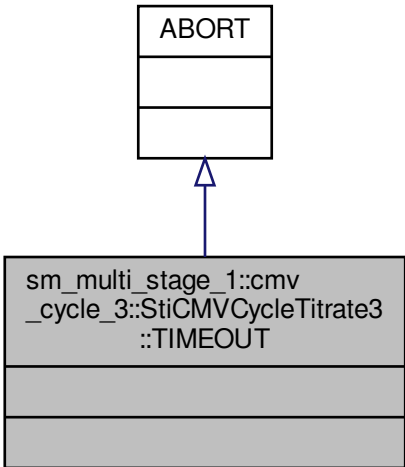 ABORT
sm_multi_stage_1::cmv
_cycle_3::StiCMVCycleTitrate3
::TIMEOUT